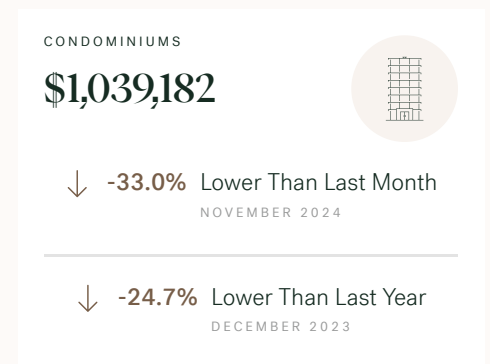 CONDOMINIUMS
$1,039,182
-33.0% Lower Than Last Month
NOVEMBER 2024
-24.7% Lower Than Last Year
DECEMBER 2023